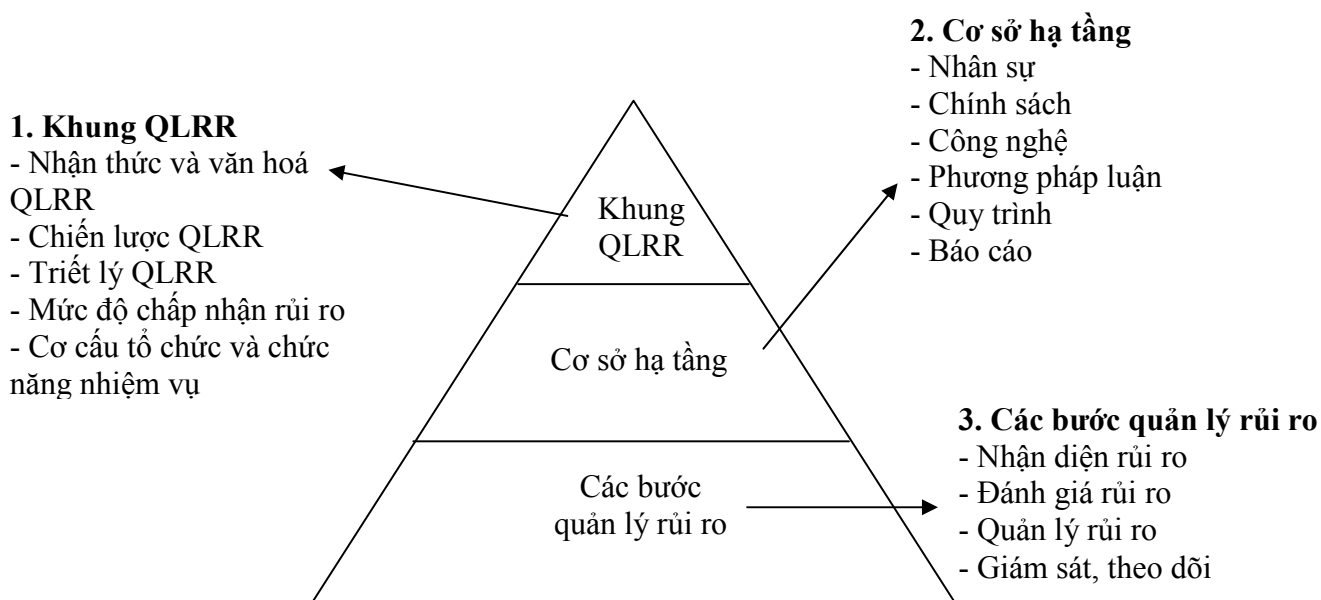 1. Khung QLRR
- Nhận thức và văn hoá
QLRR
- Chiến lược QLRR
- Triết lý QLRR
- Mức độ chấp nhận rủi ro
- Cơ cấu tổ chức và chức
năng nhiệm vụ
2. Cơ sở hạ tầng
- Nhân sự
- Chính sách
- Công nghệ
- Phương pháp luận
- Quy trình
- Báo cáo
Khung
QLRR
Cơ sở hạ tầng
Các bước
quản lý rủi ro
3. Các bước quản lý rủi ro
- Nhận diện rủi ro
- Đánh giá rủi ro
- Quản lý rủi ro
- Giám sát, theo dõi